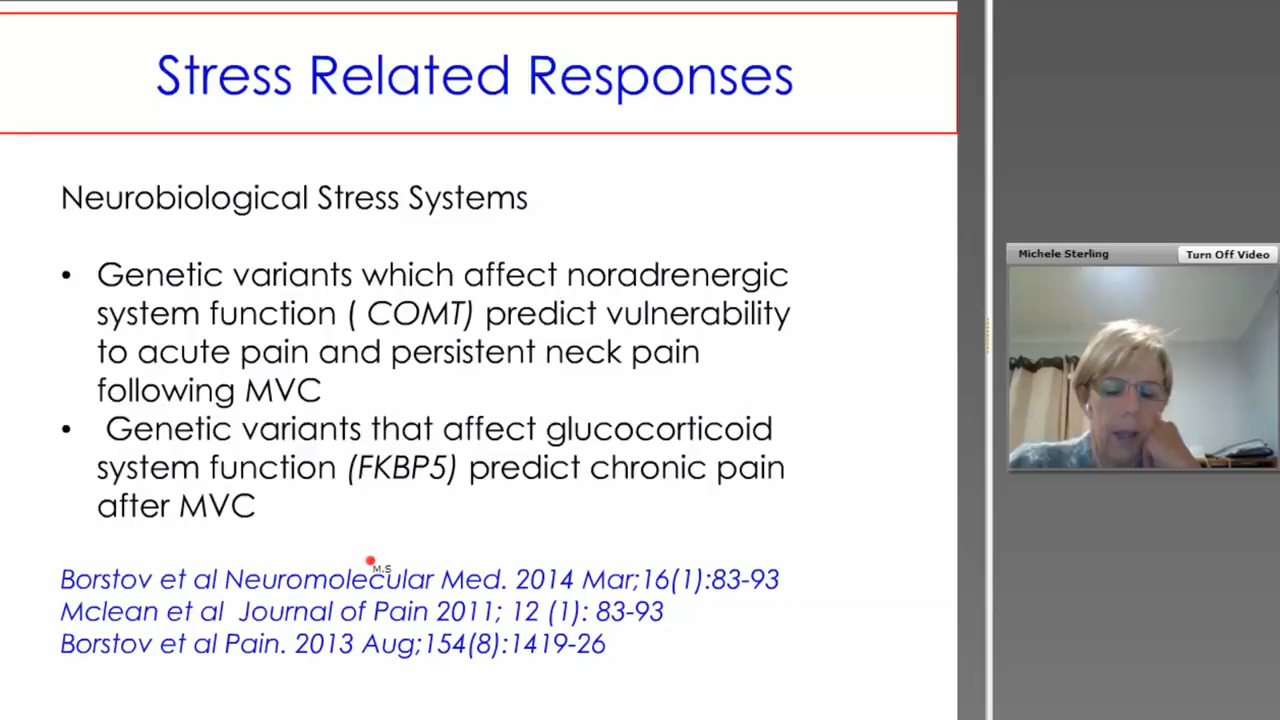 Stress Related Responses
Neurobiological Stress Systems
• Genetic variants which affect noradrenergic
system function ( COMT) predict vulnerability
to acute pain and persistent neck pain
following MVC
• Genetic variants that affect glucocorticoid
system function (FKBP5) predict chronic pain
after MVC
M.S
Borstov et al Neuromolecular Med. 2014 Mar;16(1):83-93
Mclean et al Journal of Pain 2011; 12 (1): 83-93
Borstov et al Pain. 2013 Aug;154(8):1419-26
Michele Sterling
Turn Off Video